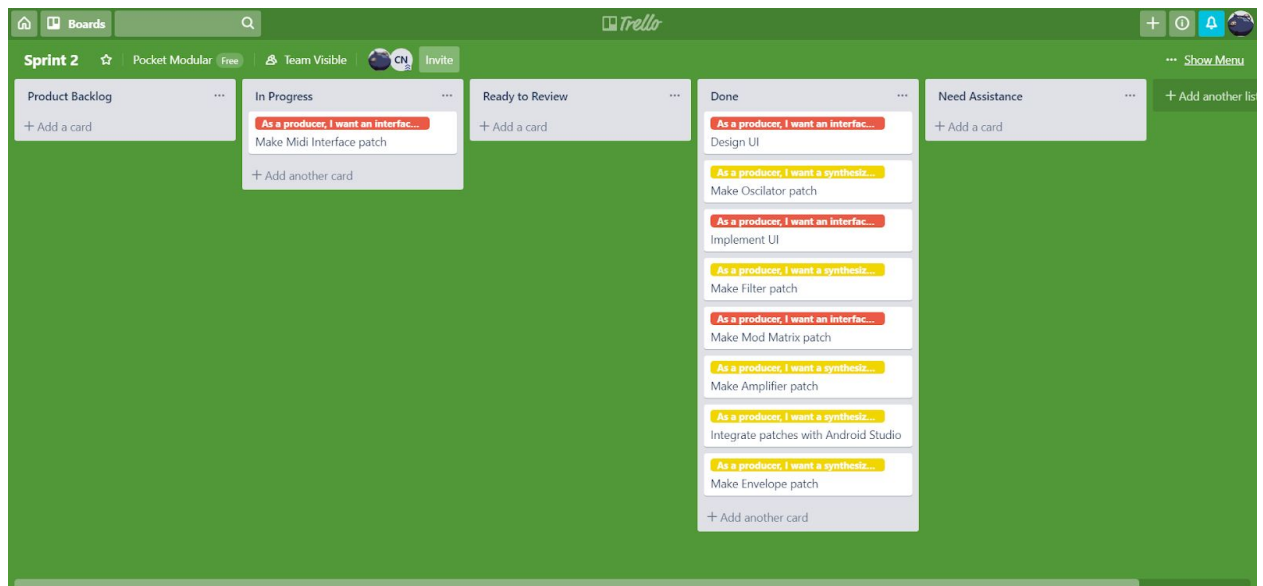 Boards
Trello
Sprint 2
Pocket Modular Free
Team Visible
CN
Invite
... Show Menu
Product Backlog ...
+ Add a card
In Progress ...
As a producer, I want an interfac...
Make Midi Interface patch
+ Add another card
Ready to Review ...
+ Add a card
Done ...
As a producer, I want an interfac...
Design UI
As a producer, I want a synthesiz...
Make Oscilator patch
As a producer, I want an interfac...
Implement UI
As a producer, I want a synthesiz...
Make Filter patch
As a producer, I want an interfac...
Make Mod Matrix patch
As a producer, I want a synthesiz...
Make Amplifier patch
As a producer, I want a synthesiz...
Integrate patches with Android Studio
As a producer, I want a synthesiz...
Make Envelope patch
+ Add another card
Need Assistance ...
+ Add a card
+ Add another lis